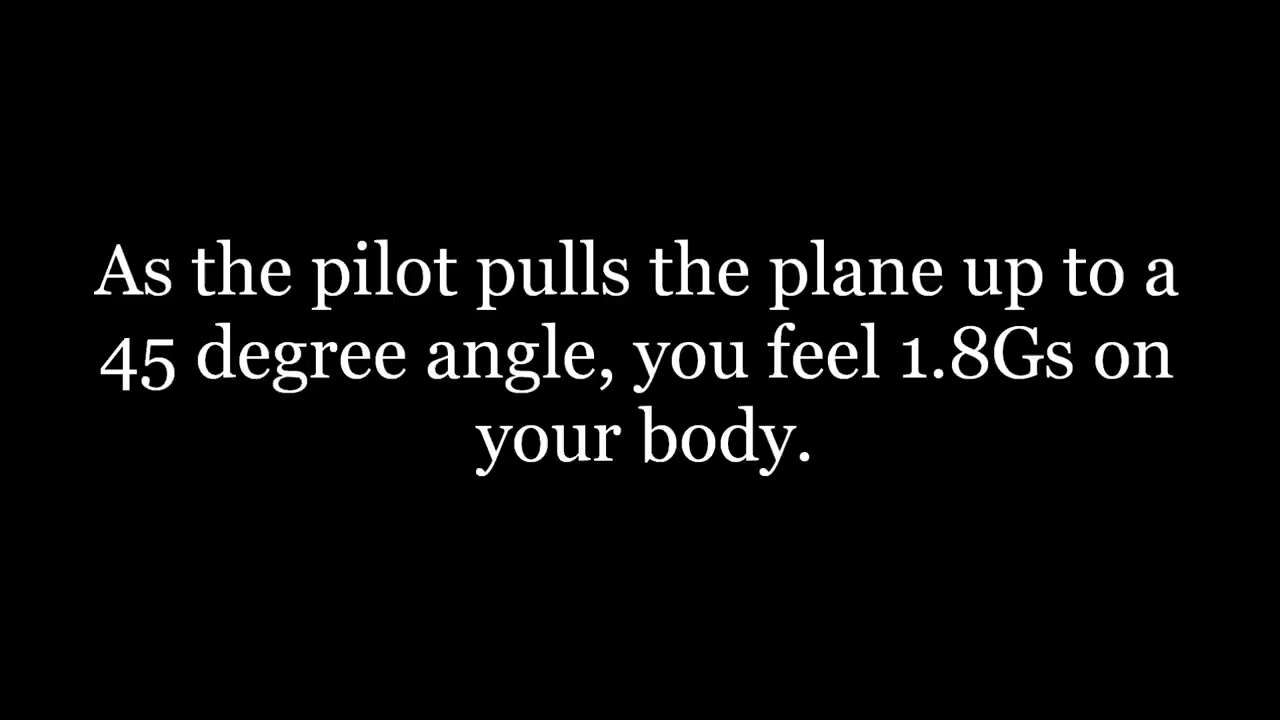 As the pilot pulls the plane up to a
45 degree angle, you feel 1.8Gs on
your body.